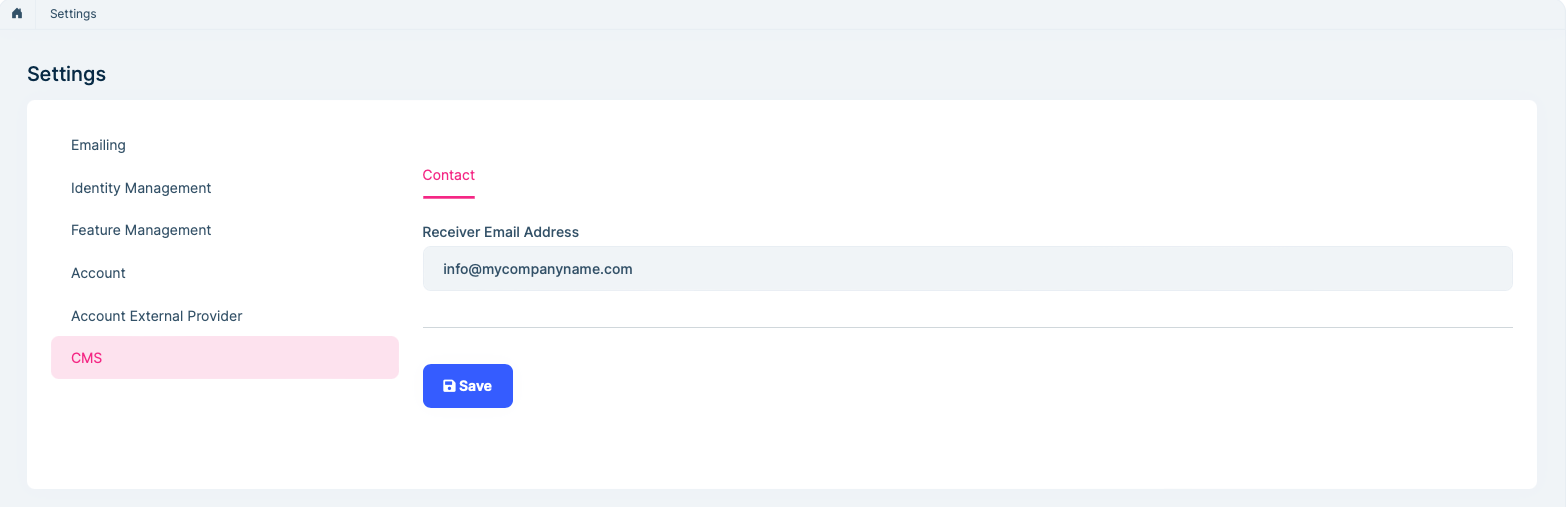 Settings
Settings
Emailing
Identity Management
Feature Management
Account
Account External Provider
CMS
Contact
Receiver Email Address
info@mycompanyname.com
Save